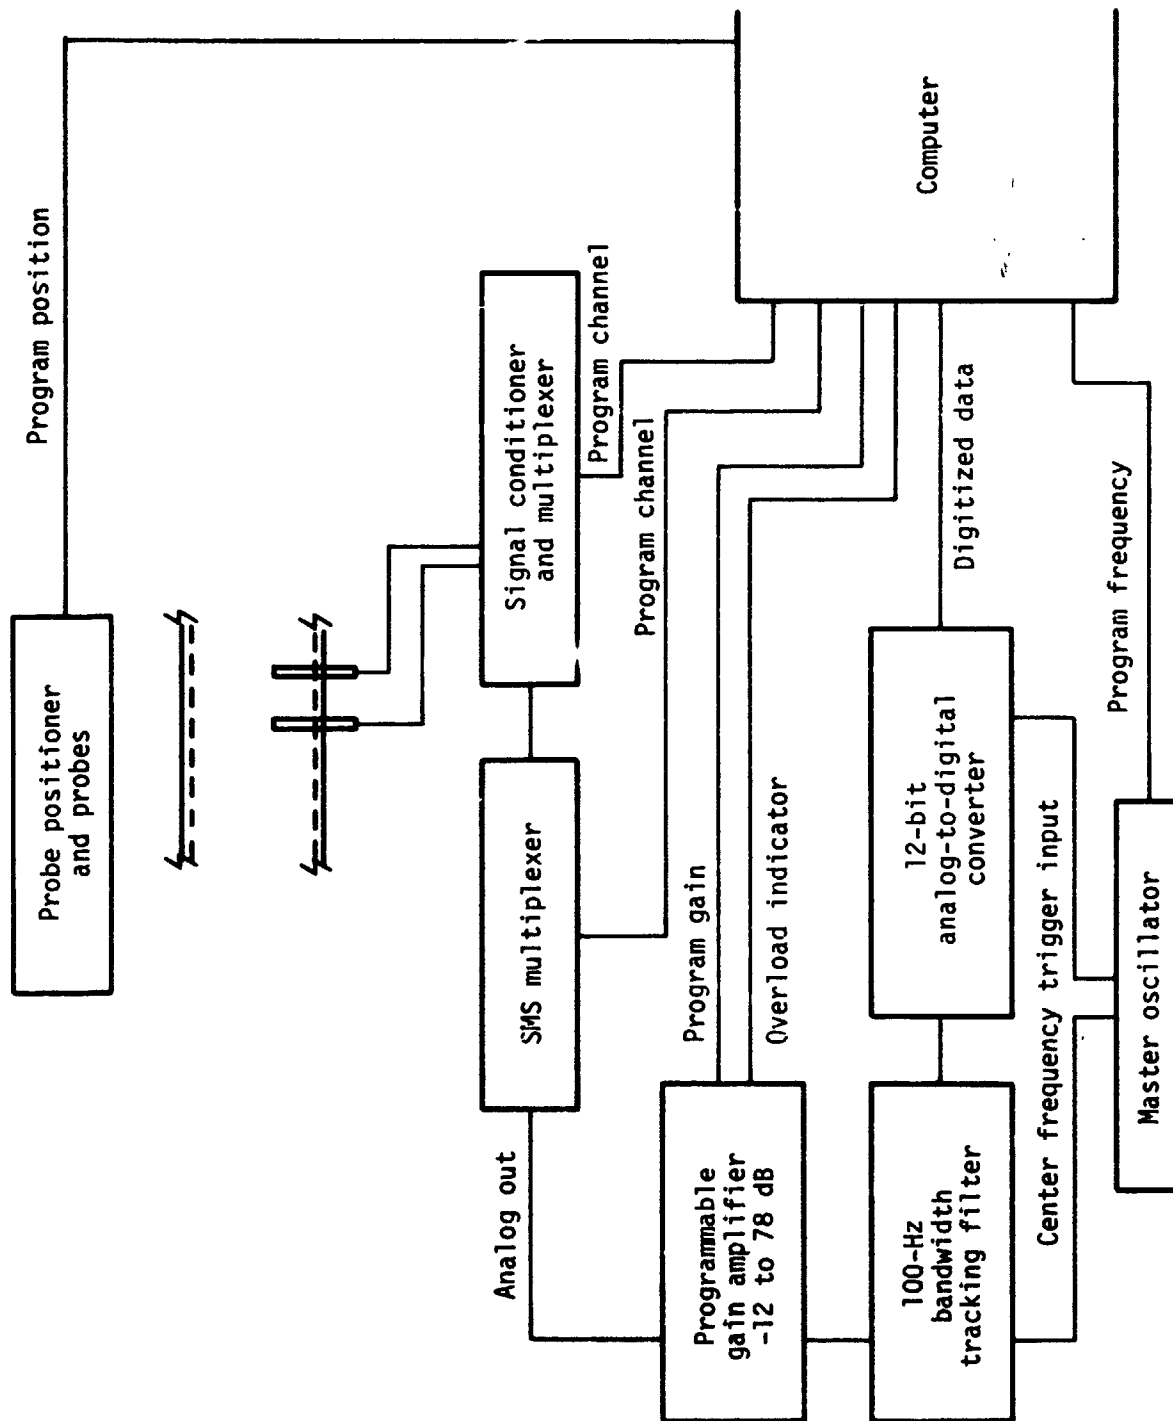 Probe positioner
and probes
Program position
SMS multiplexer
Signal conditioner
and multiplexer
Program channel
Program channel
Analog out
Programmable
gain amplifier
-12 to 78 dB
Program gain
Overload indicator
Computer
100-Hz
bandwidth
tracking filter
12-bit
analog-to-digital
converter
Digitized data
Center frequency trigger input
Program frequency
Master oscillator